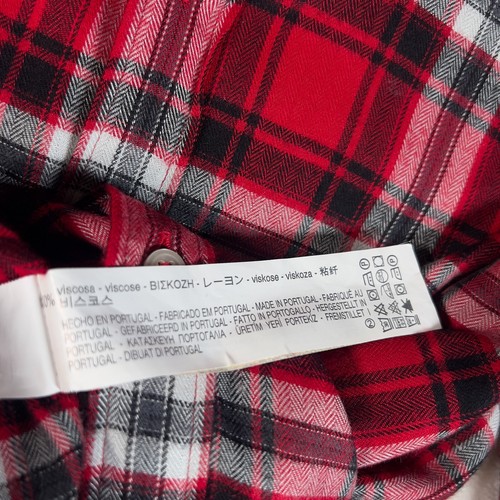 viscosa - viscose - ΒΙΣΚΟΖΗ - レーヨン - viskose - viskoza - 粘纤
비스코스
HECHO EN PORTUGAL - FABRICADO EM PORTUGAL - MADE IN PORTUGAL - FABRIQUÉ AU
PORTUGAL - GEFABRICEERD IN PORTUGAL - FATTO IN PORTOGALLO - HERGESTELLT IN
PORTUGAL - ΚΑΤΑΣΚΕΥΗ ΠΟΡΤΟΓΑΛΙΑ - ÜRETİM YERİ PORTEKİZ - FREMSTILLET I
PORTUGAL - DIBUAT DI PORTUGAL